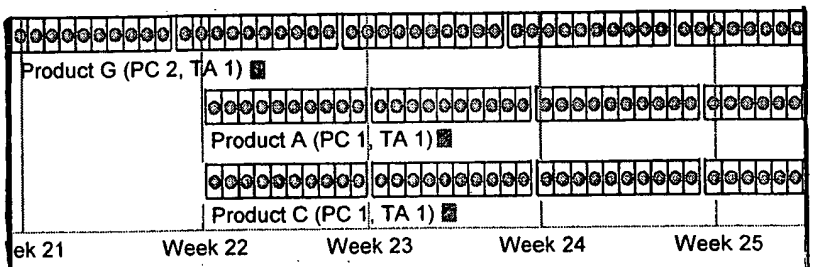 Product G (PC 2, TA 1)
Product A (PC 1, TA 1)
Product C (PC 1, TA 1)
ek 21 Week 22 Week 23 Week 24 Week 25